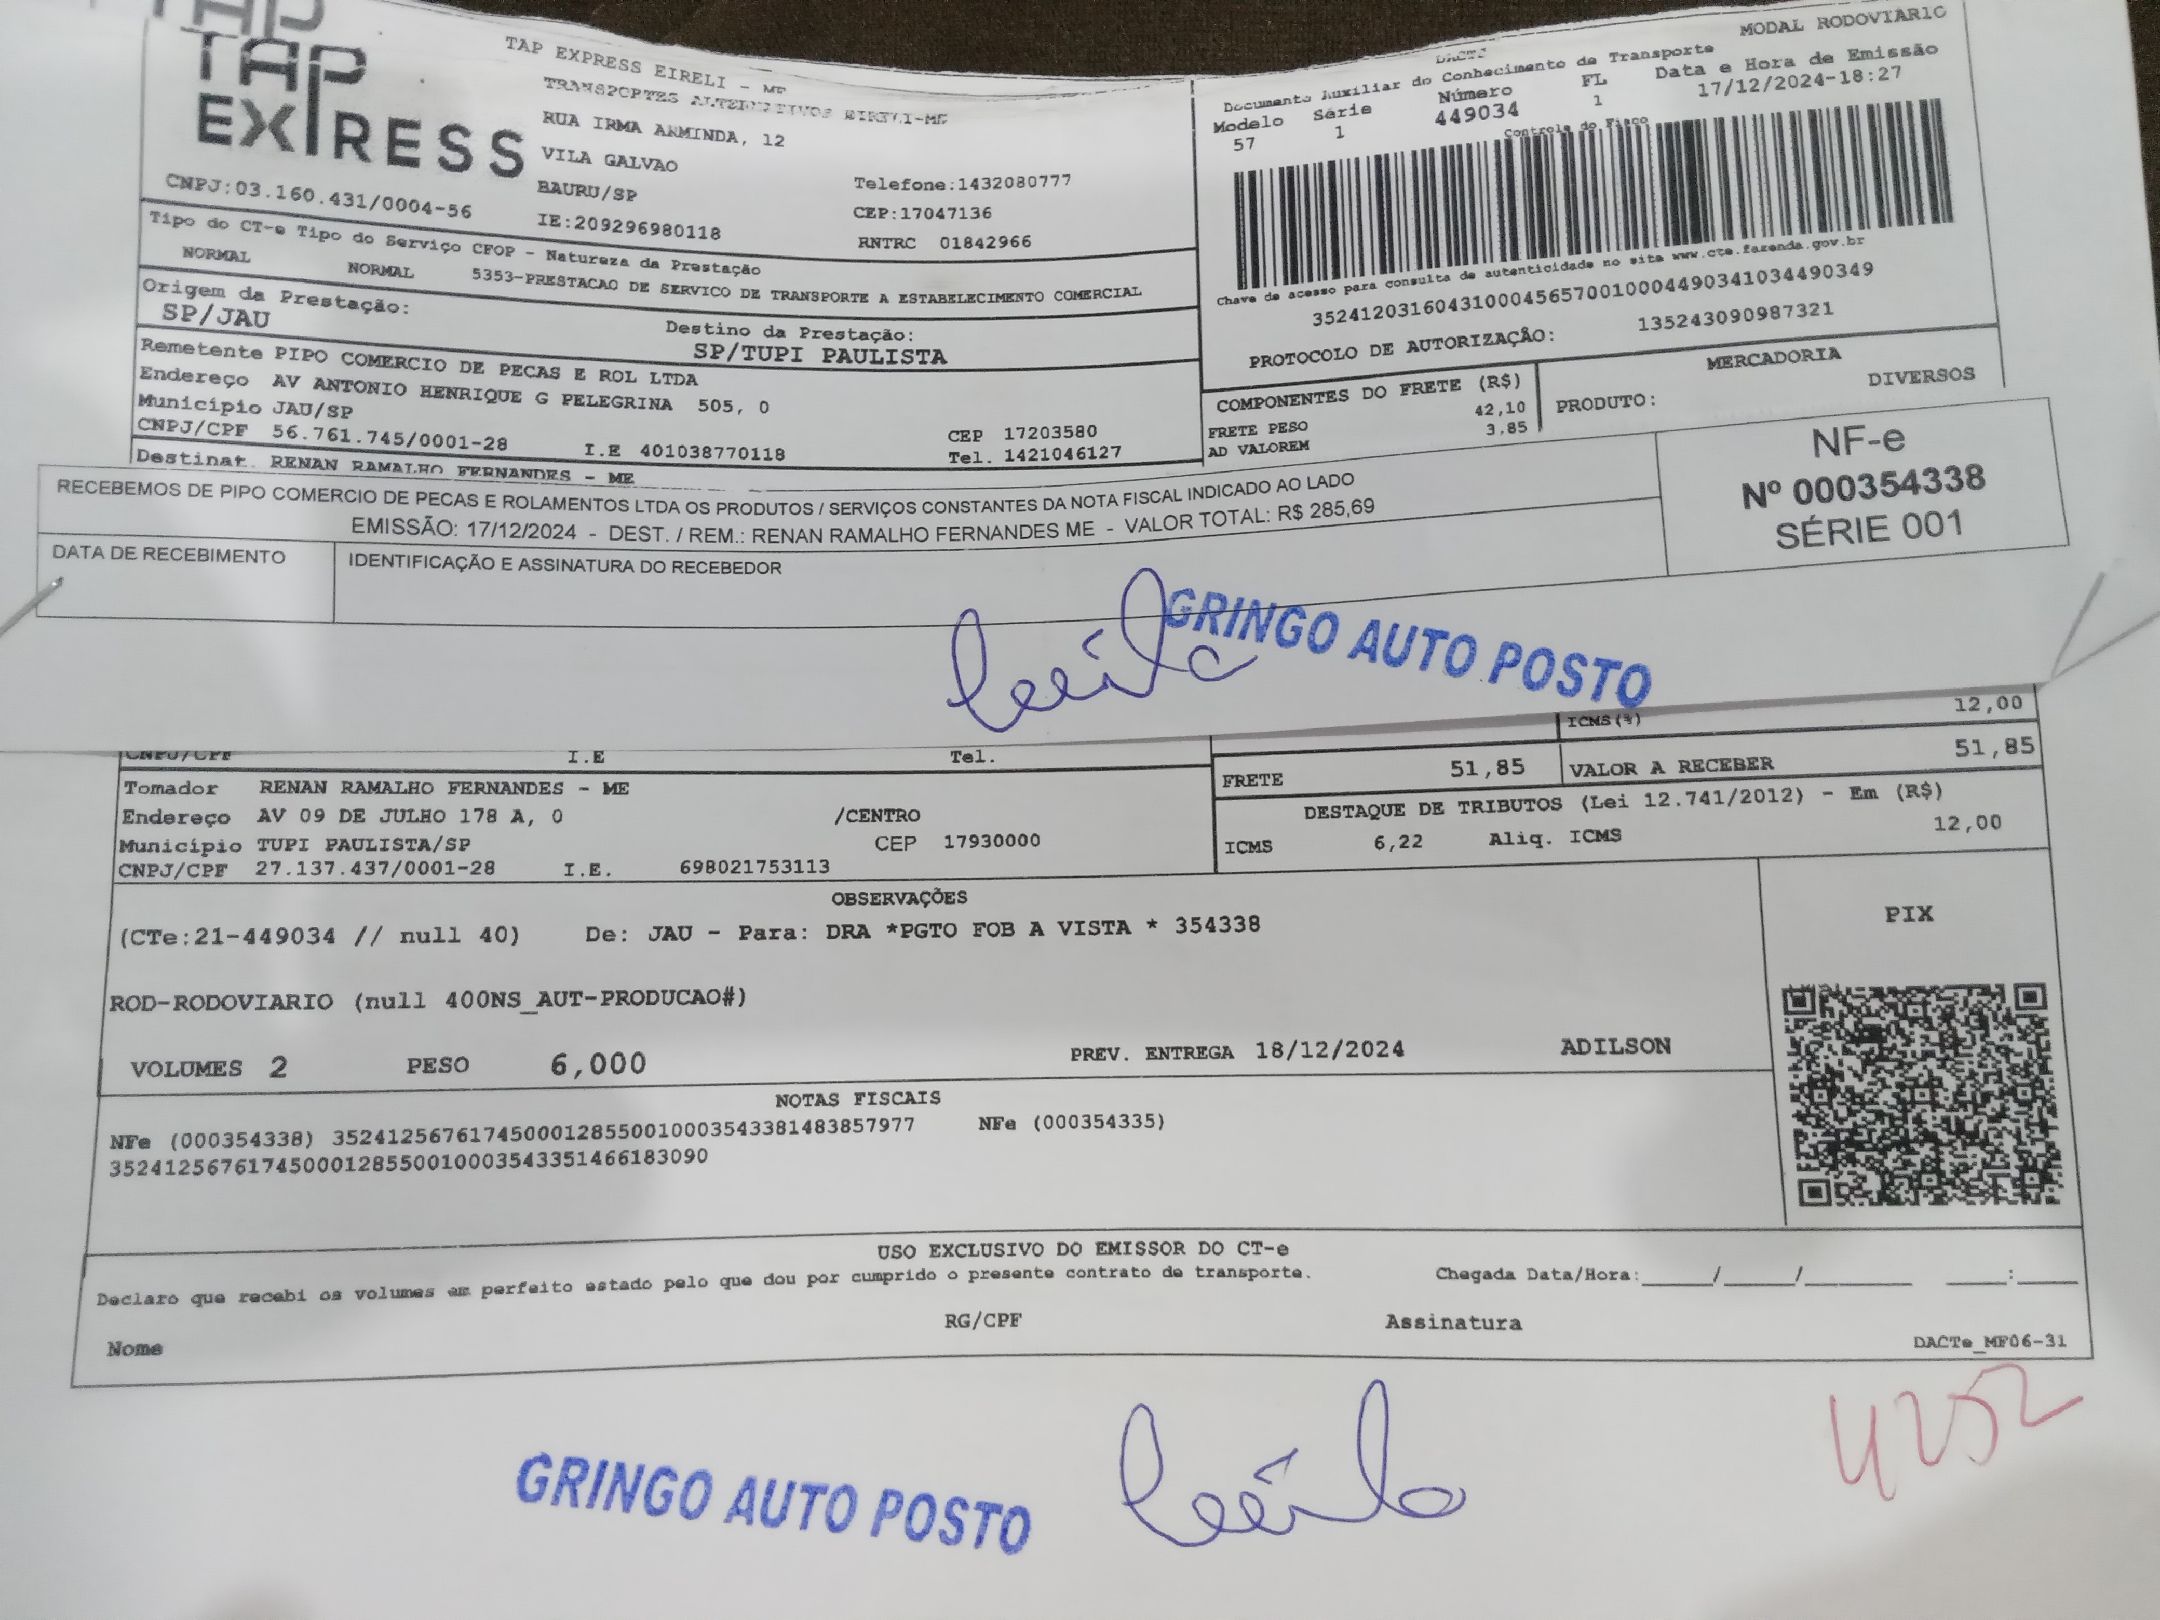 TAP
EXPRESS
TAP EXPRESS EIRELI - ME
TRANSPORTES ALTERNATIVOS EIRELI-ME
RUA IRMA ARMINDA, 12
VILA GALVAO
BAURU/SP
Telefone:1432080777
CEP:17047136
CNPJ:03.160.431/0004-56
IE:209296980118
RNTRC 01842966
MODAL RODOVIARIO
DACTE
Documento Auxiliar do Conhecimento de Transporte
Modelo Série Número FL Data e Hora de Emissão
57 1 449034 1 17/12/2024-18:27
Controle do Fisco
Chave de acesso para consulta de autenticidade no site www.cte.fazenda.gov.br
35241203160431000456570010004490341034490349
PROTOCOLO DE AUTORIZAÇÃO: 135243090987321
Tipo do CT-e Tipo do Serviço CFOP - Natureza da Prestação
NORMAL NORMAL 5353-PRESTACAO DE SERVICO DE TRANSPORTE A ESTABELECIMENTO COMERCIAL
Origem da Prestação: Destino da Prestação:
SP/JAU SP/TUPI PAULISTA
Remetente PIPO COMERCIO DE PECAS E ROL LTDA
Endereço AV ANTONIO HENRIQUE G PELEGRINA 505, 0
Município JAU/SP CEP 17203580
CNPJ/CPF 56.761.745/0001-28 I.E 401038770118 Tel. 1421046127
Destinat. RENAN RAMALHO FERNANDES - ME
COMPONENTES DO FRETE (R$) MERCADORIA
FRETE PESO 42,10 PRODUTO: DIVERSOS
AD VALOREM 3,85
RECEBEMOS DE PIPO COMERCIO DE PECAS E ROLAMENTOS LTDA OS PRODUTOS / SERVIÇOS CONSTANTES DA NOTA FISCAL INDICADO AO LADO
EMISSÃO: 17/12/2024 - DEST. / REM.: RENAN RAMALHO FERNANDES ME - VALOR TOTAL: R$ 285,69
NF-e
Nº 000354338
SÉRIE 001
DATA DE RECEBIMENTO IDENTIFICAÇÃO E ASSINATURA DO RECEBEDOR
GRINGO AUTO POSTO
ICMS(%) 12,00
CNPJ/CPF I.E Tel.
FRETE 51,85 VALOR A RECEBER 51,85
Tomador RENAN RAMALHO FERNANDES - ME
Endereço AV 09 DE JULHO 178 A, 0 /CENTRO
Município TUPI PAULISTA/SP CEP 17930000
CNPJ/CPF 27.137.437/0001-28 I.E. 698021753113
DESTAQUE DE TRIBUTOS (Lei 12.741/2012) - Em (R$)
ICMS 6,22 Aliq. ICMS 12,00
OBSERVAÇÕES
(CTe:21-449034 // null 40) De: JAU - Para: DRA *PGTO FOB A VISTA * 354338
PIX
ROD-RODOVIARIO (null 400NS_AUT-PRODUCAO#)
VOLUMES 2 PESO 6,000 PREV. ENTREGA 18/12/2024 ADILSON
NOTAS FISCAIS
NFe (000354338) 35241256761745000128550010003543381483857977 NFe (000354335)
35241256761745000128550010003543351466183090
USO EXCLUSIVO DO EMISSOR DO CT-e
Declaro que recebi os volumes em perfeito estado pelo que dou por cumprido o presente contrato de transporte. Chegada Data/Hora:_____/_____/_______ ____:____
Nome RG/CPF Assinatura
DACTe_MF06-31
4252
GRINGO AUTO POSTO